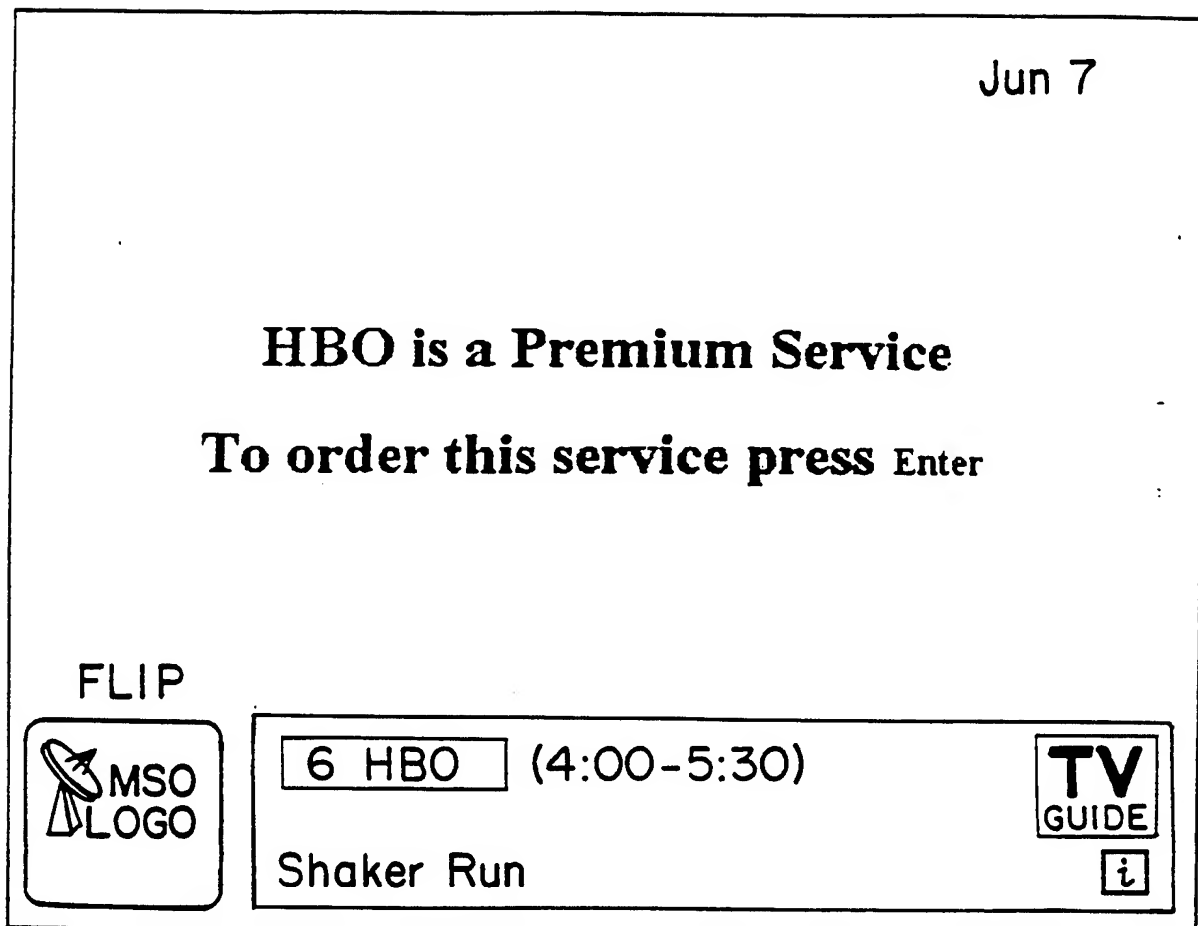 Jun 7
HBO is a Premium Service
To order this service press Enter
FLIP
MSO
LOGO
6 HBO (4:00-5:30)
TV
GUIDE
Shaker Run
i